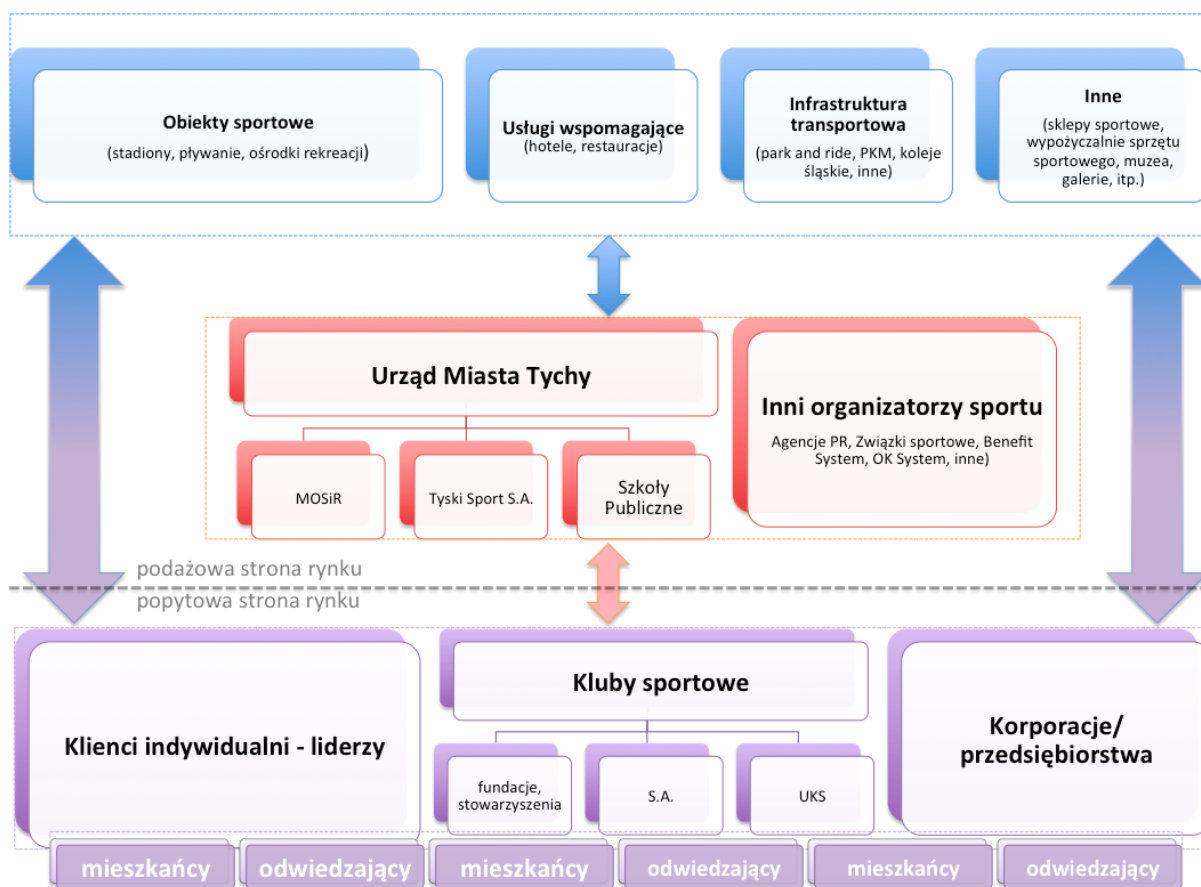 Obiekty sportowe
(stadiony, pływanie, ośrodki rekreacji)
Usługi wspomagające
(hotele, restauracje)
Infrastruktura
transportowa
(park and ride, PKM, koleje
śląskie, inne)
Inne
(sklepy sportowe,
wypożyczalnie sprzętu
sportowego, muzea,
galerie, itp.)
Urząd Miasta Tychy
MOSiR
Tyski Sport S.A.
Szkoły
Publiczne
Inni organizatorzy sportu
Agencje PR, Związki sportowe, Benefit
System, OK System, inne)
podażowa strona rynku
popytowa strona rynku
Klienci indywidualni - liderzy
Kluby sportowe
fundacje,
stowarzyszenia
S.A.
UKS
Korporacje/
przedsiębiorstwa
mieszkańcy
odwiedzający
mieszkańcy
odwiedzający
mieszkańcy
odwiedzający